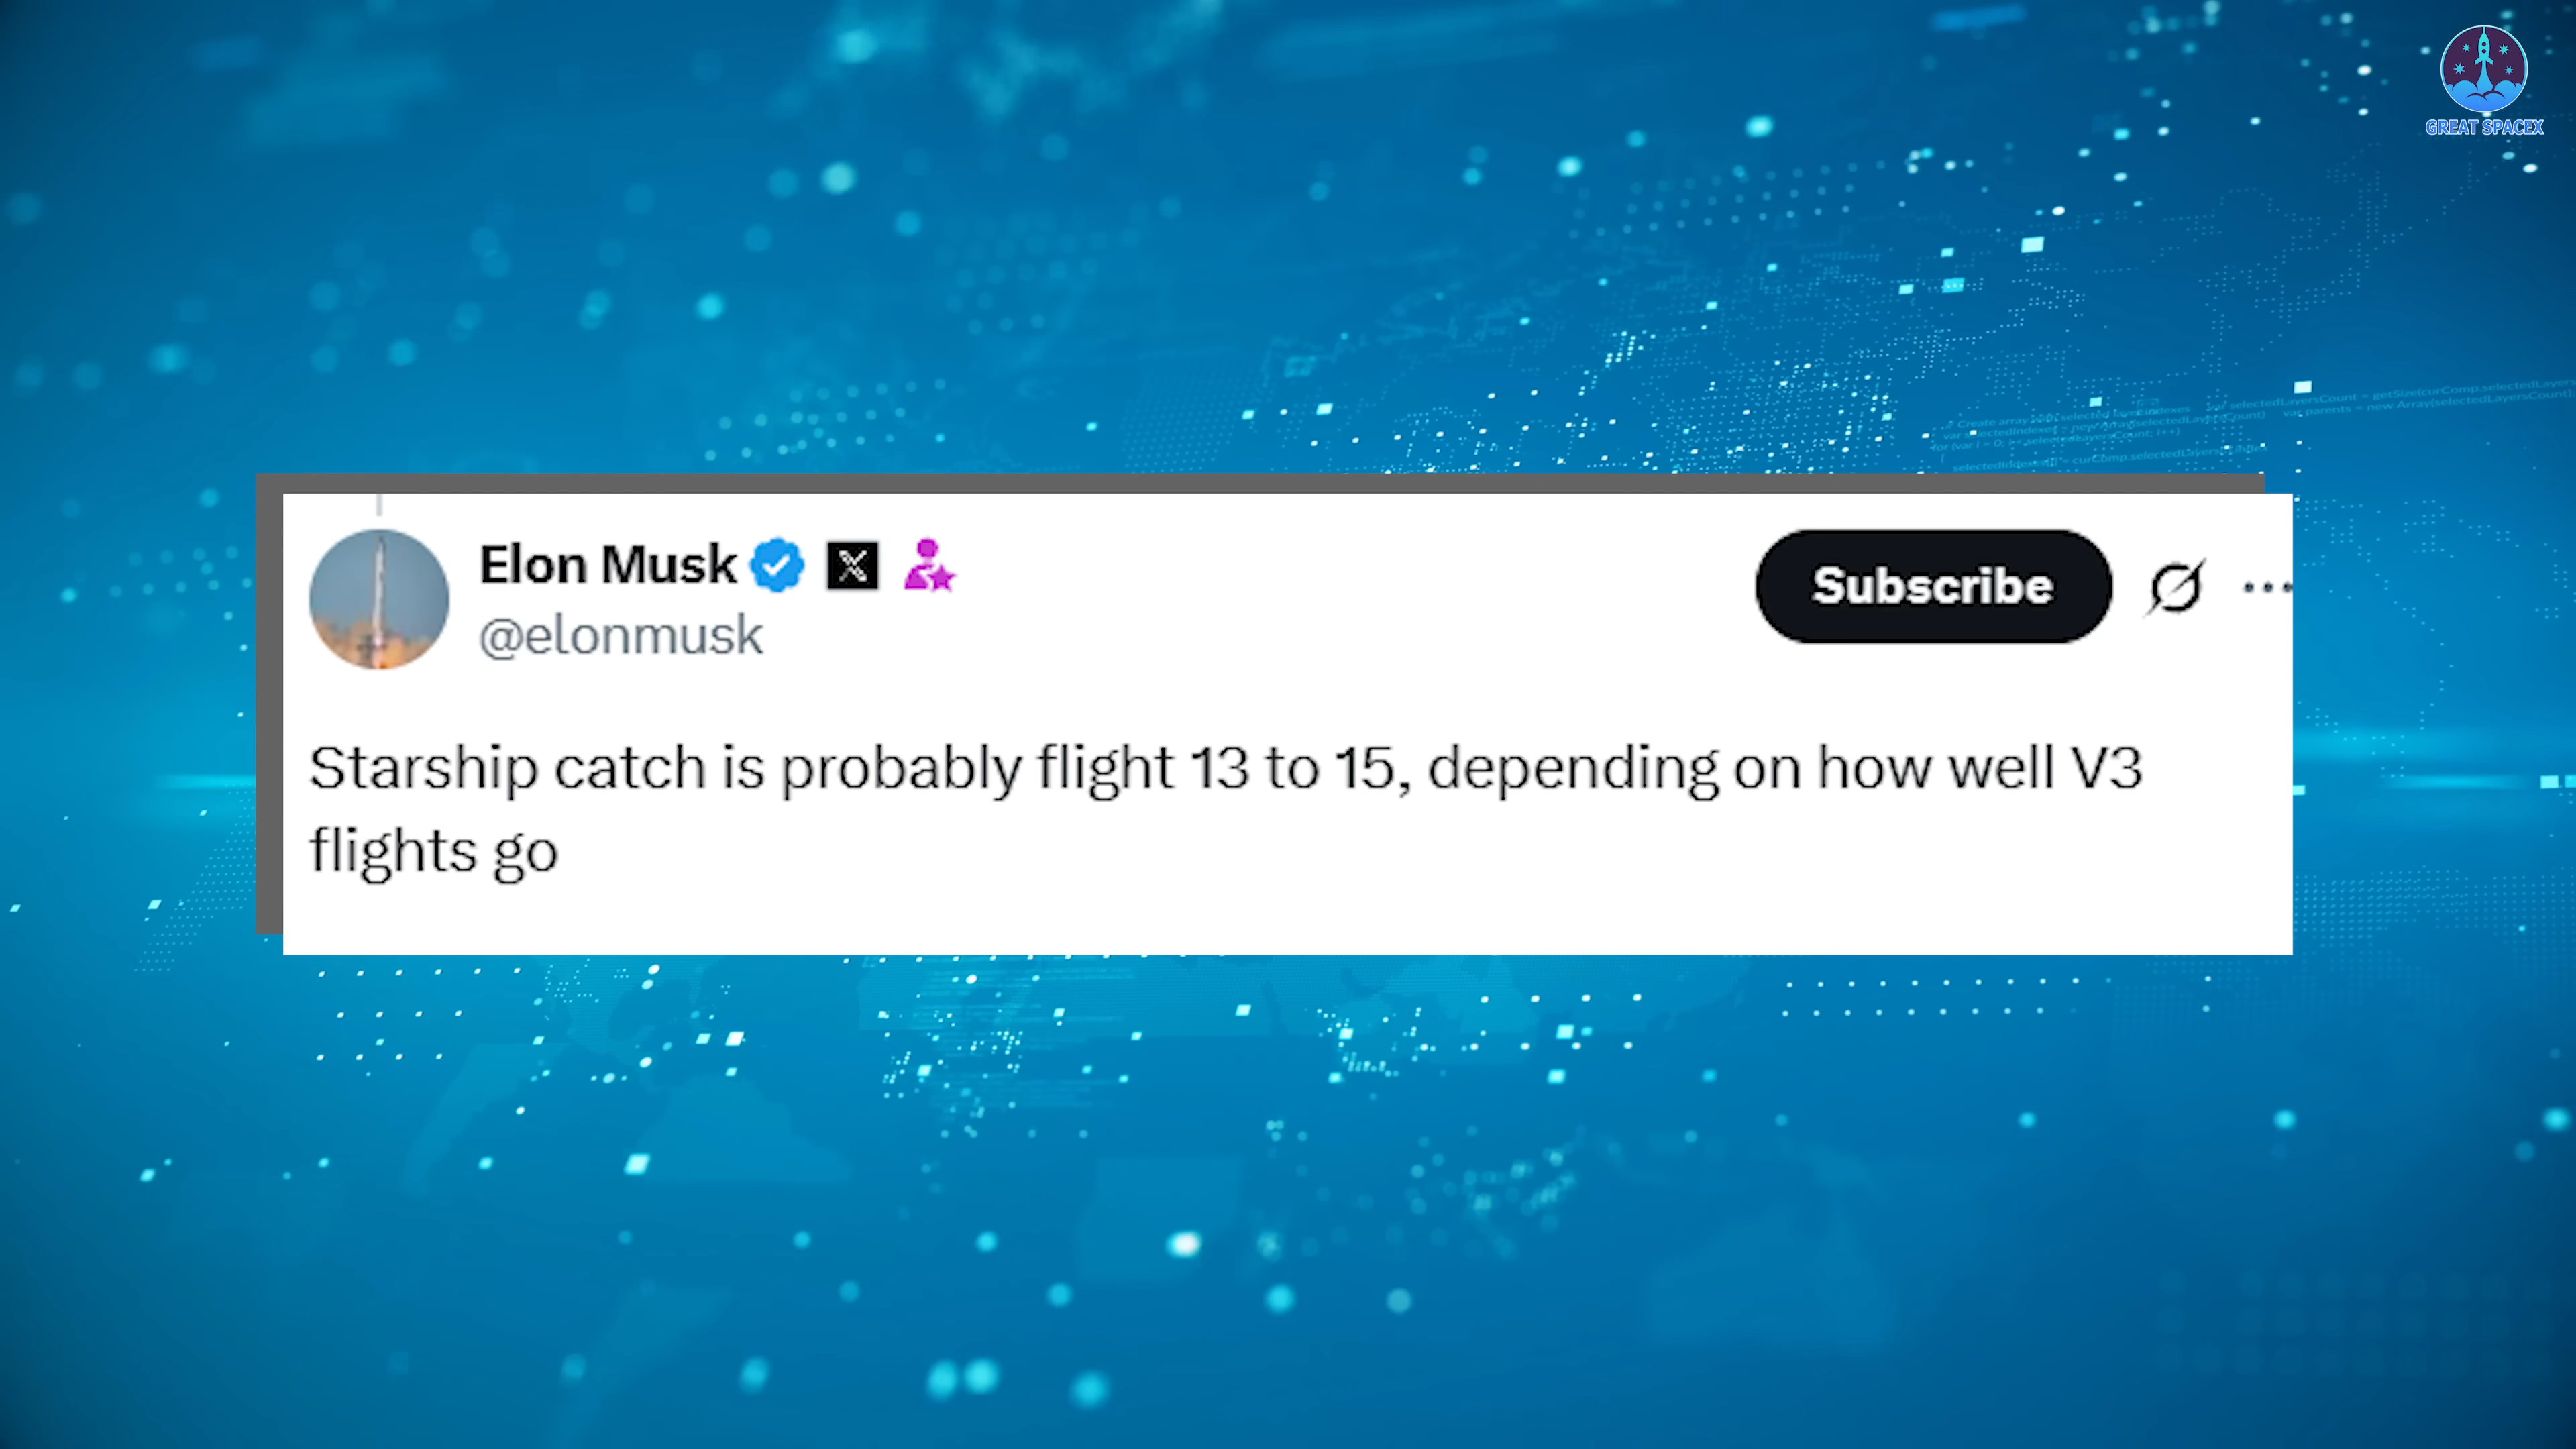 GREAT SPACEX
Elon Musk
Subscribe
@elonmusk
Starship catch is probably flight 13 to 15, depending on how well V3
flights go